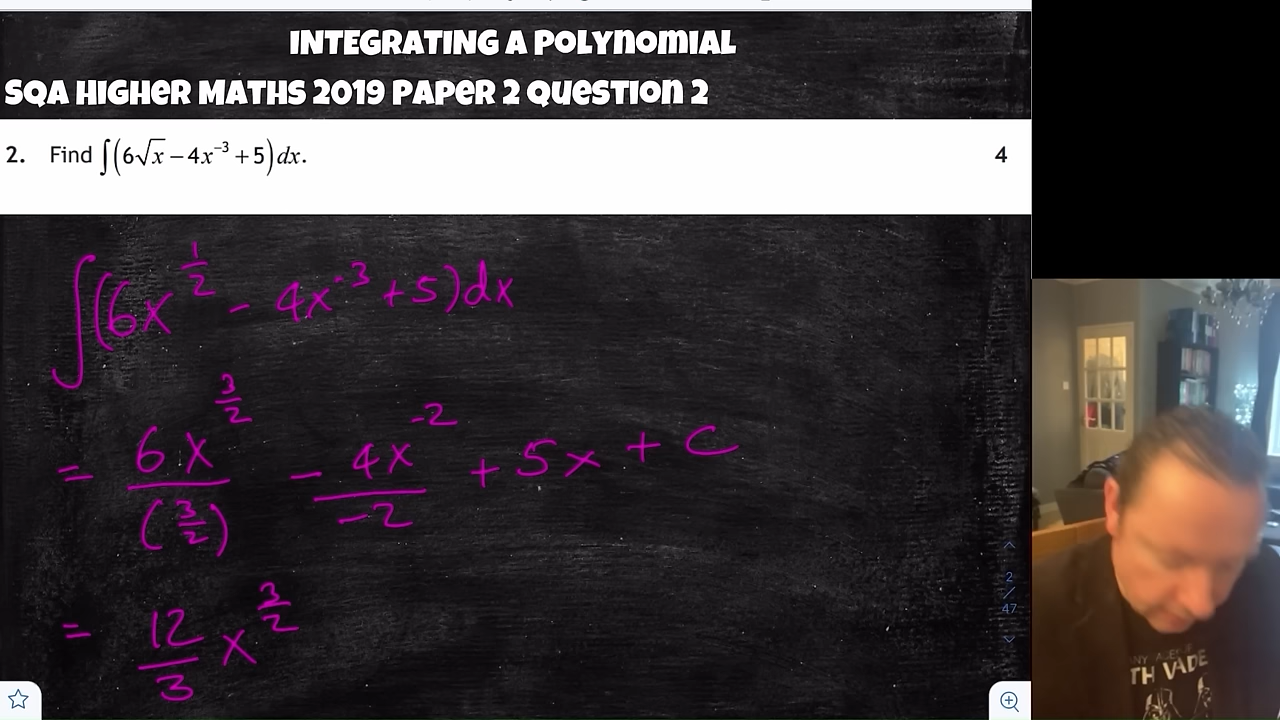 INTEGRATING A POLYNOMIAL
SQA HIGHER MATHS 2019 PAPER 2 QUESTION 2
2. Find ∫(6√x − 4x⁻³ + 5)dx. 4
∫(6x^(1/2) - 4x^(-3) + 5)dx
= 6x^(3/2)/(3/2) - 4x^(-2)/-2 + 5x + C
= 12/3 x^(3/2)
2
/
47
TH VADE